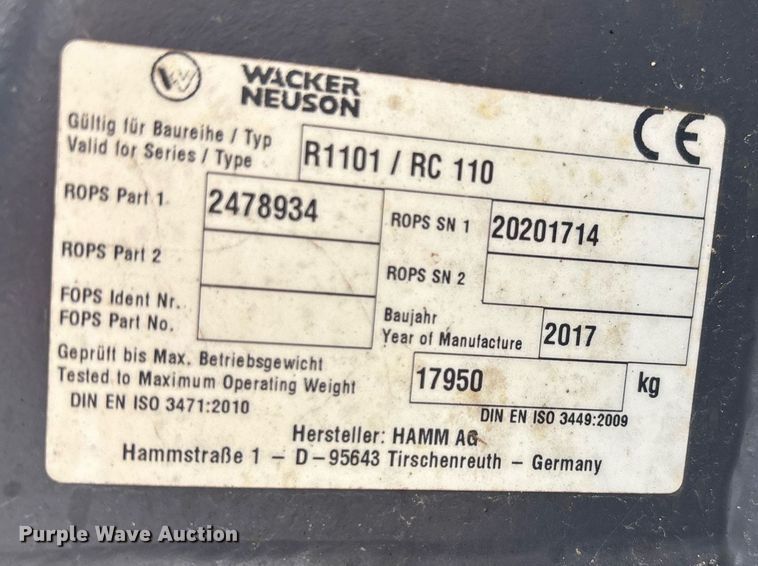 WACKER
NEUSON
CE
Gültig für Baureihe / Typ
Valid for Series / Type
R1101 / RC 110
ROPS Part 1 2478934 ROPS SN 1 20201714
ROPS Part 2 ROPS SN 2
FOPS Ident Nr.
FOPS Part No.
Baujahr
Year of Manufacture 2017
Geprüft bis Max. Betriebsgewicht
Tested to Maximum Operating Weight 17950 kg
DIN EN ISO 3471:2010 DIN EN ISO 3449:2009
Hersteller: HAMM AG
Hammstraße 1 – D–95643 Tirschenreuth – Germany
Purple Wave Auction